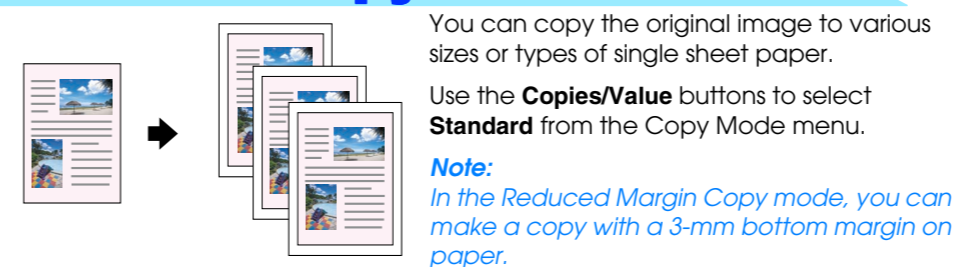 You can copy the original image to various
sizes or types of single sheet paper.
Use the Copies/Value buttons to select
Standard from the Copy Mode menu.
Note:
In the Reduced Margin Copy mode, you can
make a copy with a 3-mm bottom margin on
paper.